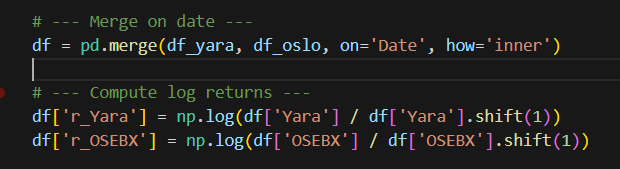 # --- Merge on date ---
df = pd.merge(df_yara, df_oslo, on='Date', how='inner')
# --- Compute log returns ---
df['r_Yara'] = np.log(df['Yara'] / df['Yara'].shift(1))
df['r_OSEBX'] = np.log(df['OSEBX'] / df['OSEBX'].shift(1))